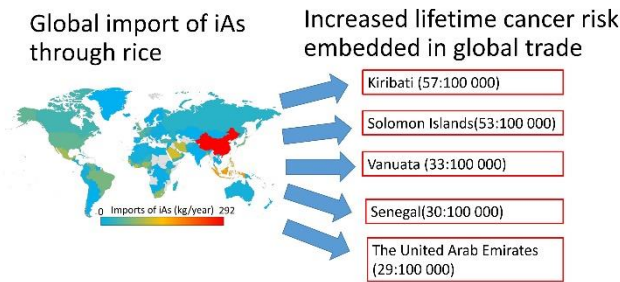 Global import of iAs
through rice
Increased lifetime cancer risk
embedded in global trade
Imports of iAs (kg/year)
0
292
Kiribati (57:100 000)
Solomon Islands(53:100 000)
Vanuata (33:100 000)
Senegal(30:100 000)
The United Arab Emirates
(29:100 000)